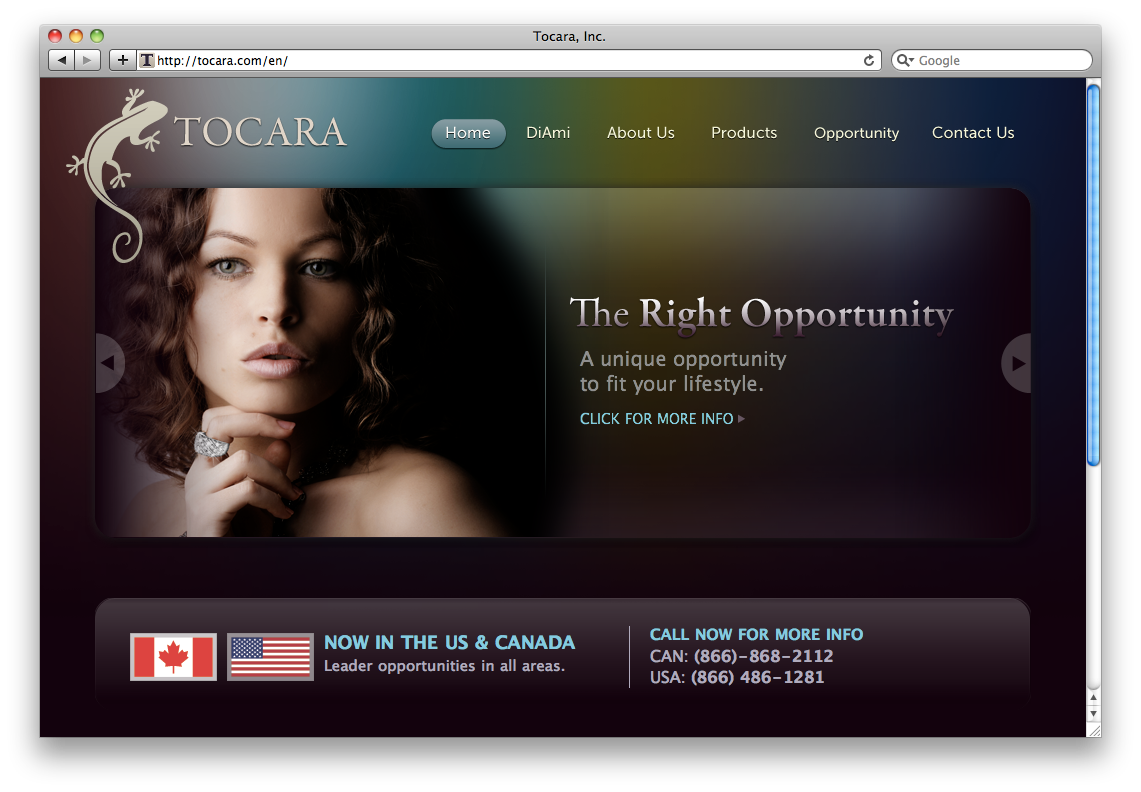 Tocara, Inc.
T http://tocara.com/en/
Google
TOCARA
Home DiAmi About Us Products Opportunity Contact Us
The Right Opportunity
A unique opportunity
to fit your lifestyle.
CLICK FOR MORE INFO
NOW IN THE US & CANADA
Leader opportunities in all areas.
CALL NOW FOR MORE INFO
CAN: (866)-868-2112
USA: (866) 486-1281